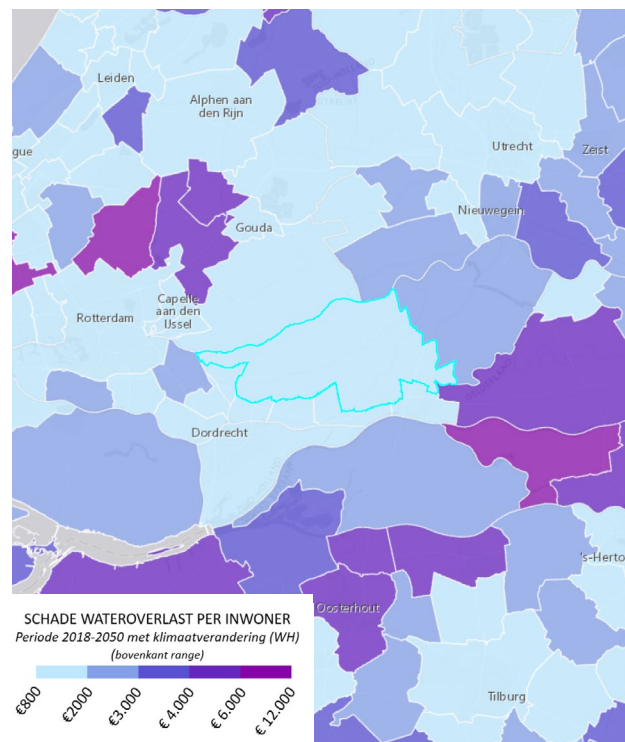 Leiden
Alphen aan
den Rijn
Utrecht
Zeist
gue
Nieuwegein
Gouda
Capelle
aan den
IJssel
Rotterdam
Dordrecht
's-Herto
Oosterhout
Tilburg
SCHADE WATEROVERLAST PER INWONER
Periode 2018-2050 met klimaatverandering (WH)
(bovenkant range)
€800
€2000
€3.000
€ 4.000
€ 6.000
€ 12.000